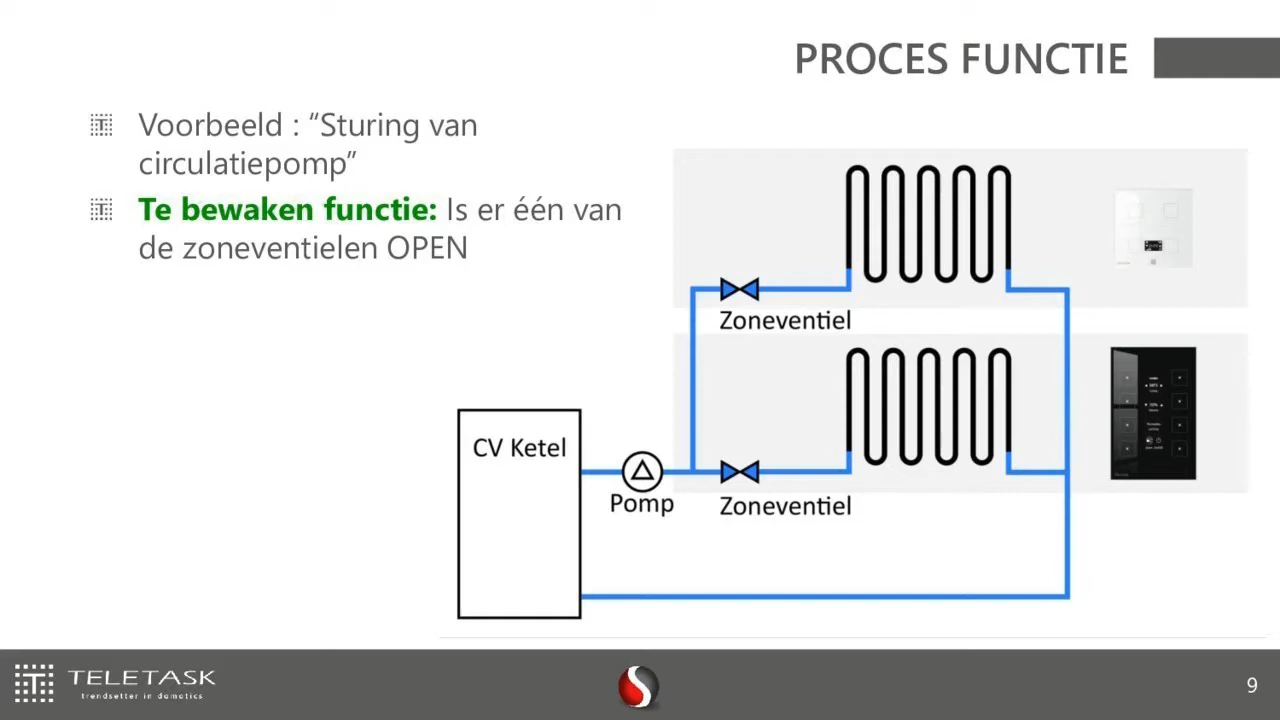 PROCES FUNCTIE
Voorbeeld : “Sturing van
circulatiepomp”
Te bewaken functie: Is er één van
de zoneventielen OPEN
Zoneventiel
CV Ketel
Pomp
Zoneventiel
TELETASK
trendsetter in domotics
9